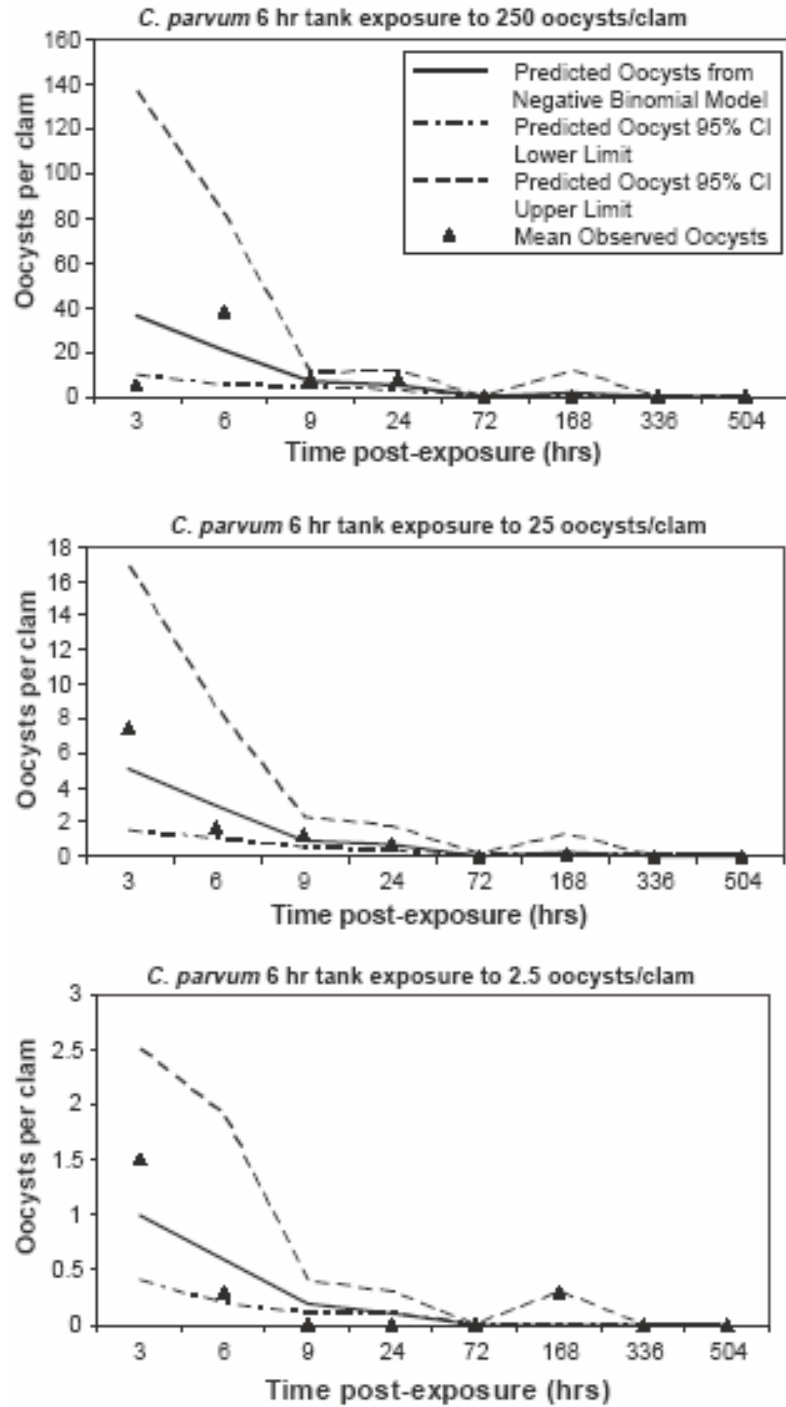 C. parvum 6 hr tank exposure to 250 oocysts/clam
160
140
120
100
80
60
40
20
0
Oocysts per clam
Predicted Oocysts from
Negative Binomial Model
Predicted Oocyst 95% CI
Lower Limit
Predicted Oocyst 95% CI
Upper Limit
Mean Observed Oocysts
3 6 9 24 72 168 336 504
Time post-exposure (hrs)
C. parvum 6 hr tank exposure to 25 oocysts/clam
18
16
14
12
10
8
6
4
2
0
Oocysts per clam
3 6 9 24 72 168 336 504
Time post-exposure (hrs)
C. parvum 6 hr tank exposure to 2.5 oocysts/clam
3
2.5
2
1.5
1
0.5
0
Oocysts per clam
3 6 9 24 72 168 336 504
Time post-exposure (hrs)